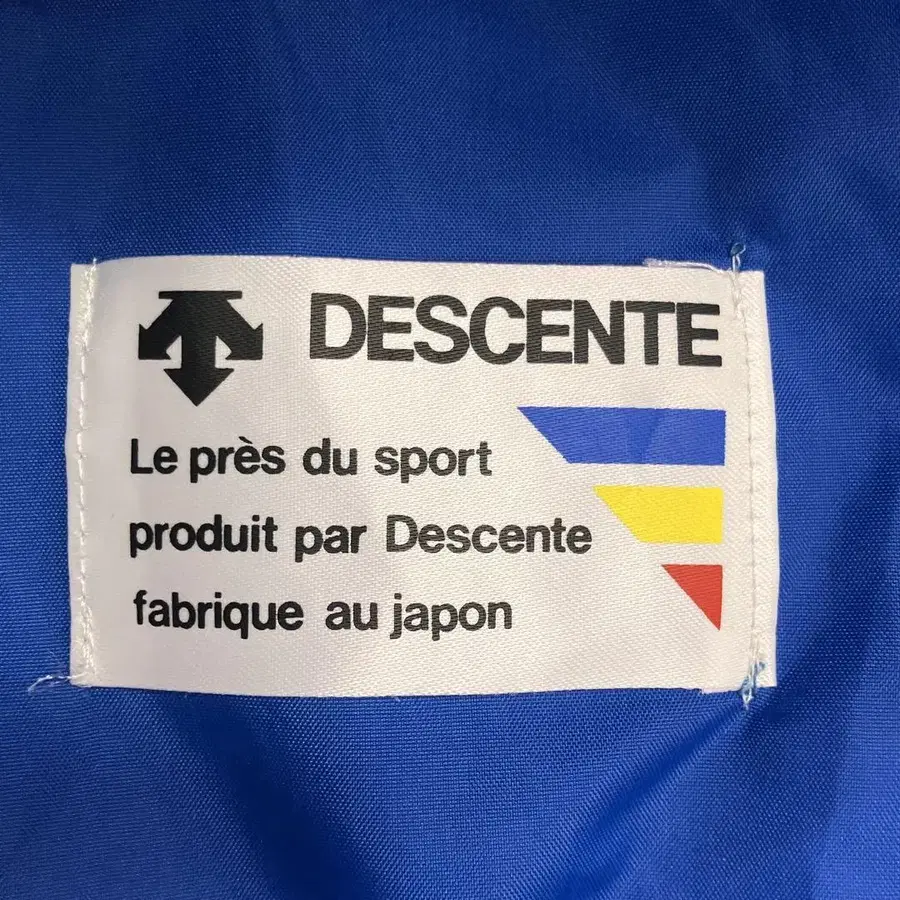 DESCENTE
Le près du sport
produit par Descente
fabrique au japon